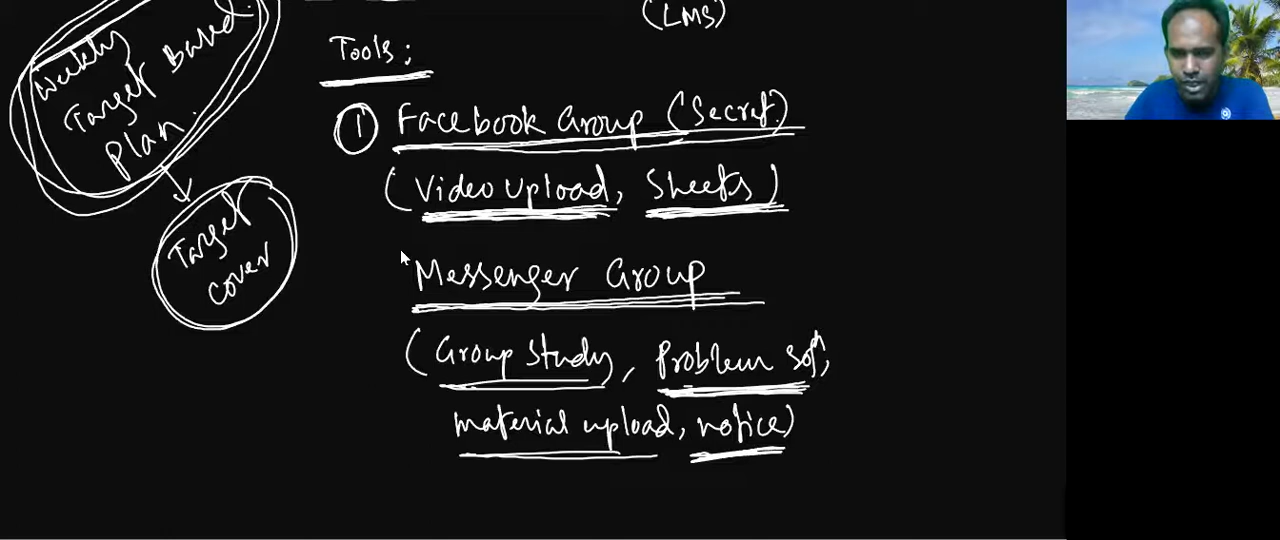 (LMS)
Weekly
Target Based
Plan.
Target
cover
Tools:
① Facebook Group (Secret)
(Video Upload, Sheets)
Messenger Group
(Group Study, Problem Solⁿ,
material upload, notice)